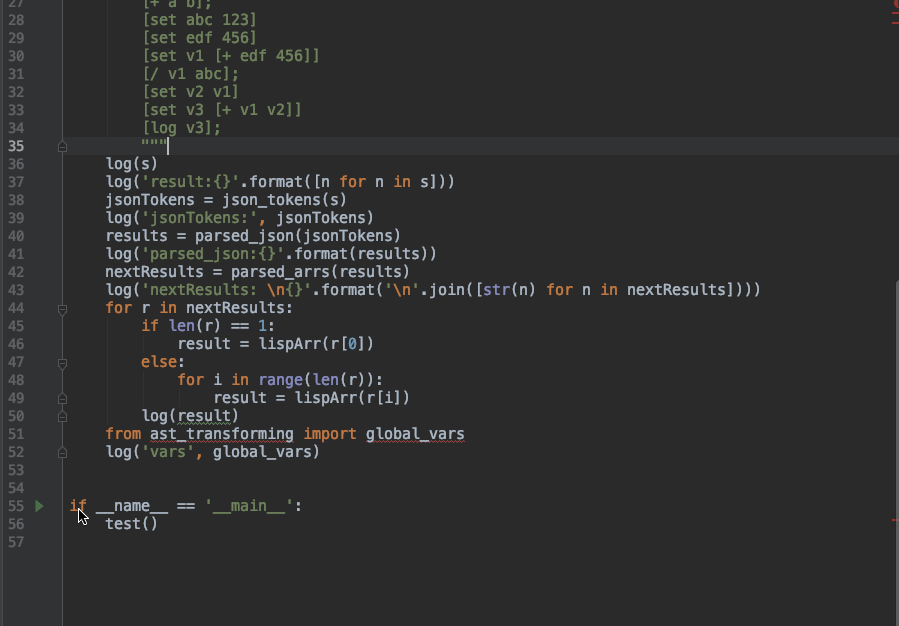 27 [+ a b];
28 [set abc 123]
29 [set edf 456]
30 [set v1 [+ edf 456]]
31 [/ v1 abc];
32 [set v2 v1]
33 [set v3 [+ v1 v2]]
34 [log v3];
35 """
36 log(s)
37 log('result:{}'.format([n for n in s]))
38 jsonTokens = json_tokens(s)
39 log('jsonTokens:', jsonTokens)
40 results = parsed_json(jsonTokens)
41 log('parsed_json:{}'.format(results))
42 nextResults = parsed_arrs(results)
43 log('nextResults: \n{}'.format('\n'.join([str(n) for n in nextResults])))
44 for r in nextResults:
45 if len(r) == 1:
46 result = lispArr(r[0])
47 else:
48 for i in range(len(r)):
49 result = lispArr(r[i])
50 log(result)
51 from ast_transforming import global_vars
52 log('vars', global_vars)
53
54
55 if __name__ == '__main__':
56 test()
57